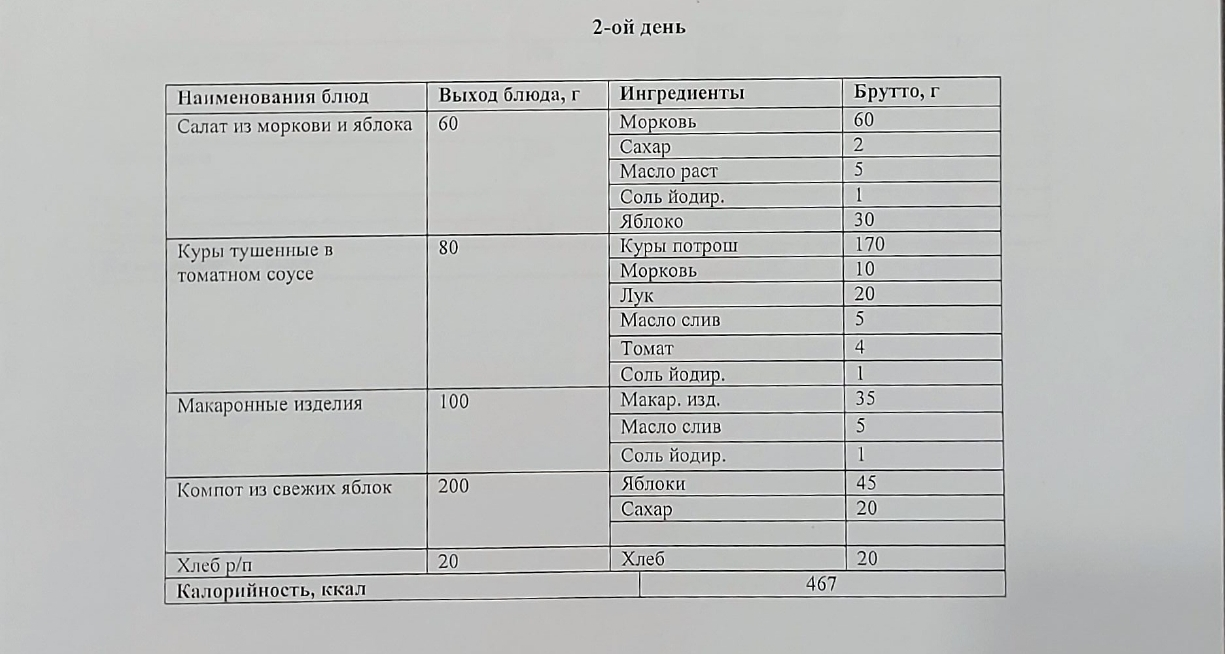 2-ой день
Наименования блюд Выход блюда, г Ингредиенты Брутто, г
Салат из моркови и яблока 60 Морковь 60
Сахар 2
Масло раст 5
Соль йодир. 1
Яблоко 30
Куры тушенные в 80 Куры потрош 170
томатном соусе Морковь 10
Лук 20
Масло слив 5
Томат 4
Соль йодир. 1
Макаронные изделия 100 Макар. изд. 35
Масло слив 5
Соль йодир. 1
Компот из свежих яблок 200 Яблоки 45
Сахар 20
Хлеб р/п 20 Хлеб 20
Калорийность, ккал 467